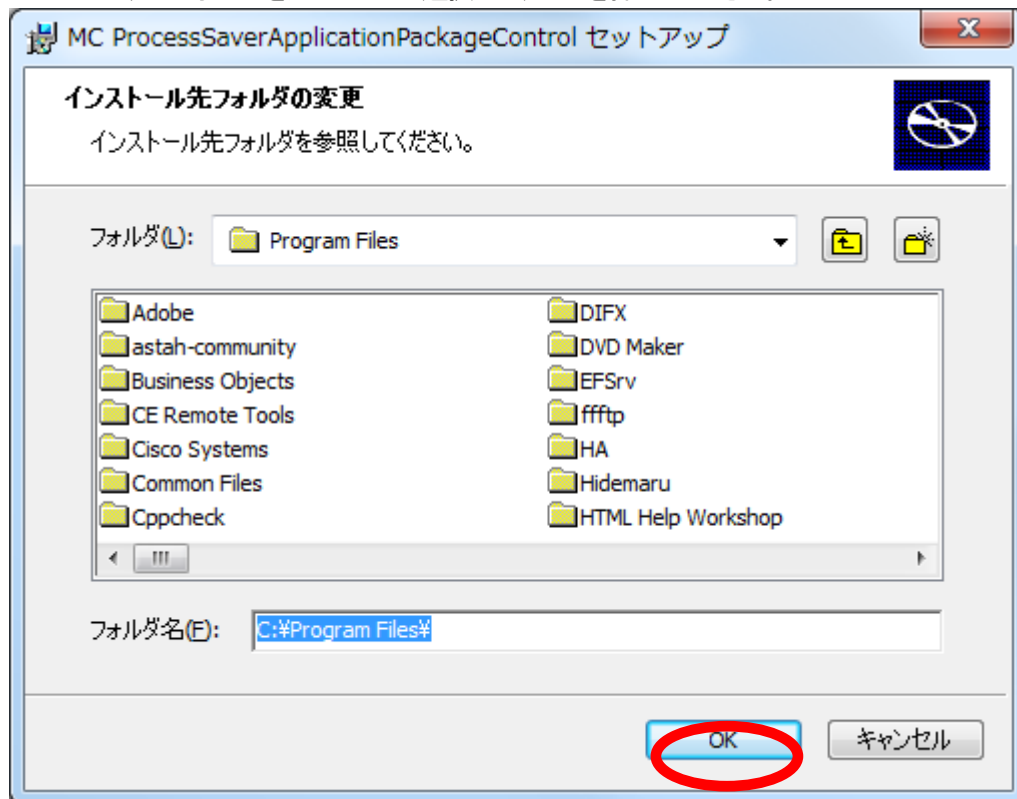 MC ProcessSaverApplicationPackageControl セットアップ
インストール先フォルダの変更
インストール先フォルダを参照してください。
フォルダ(L): Program Files
Adobe
astah-community
Business Objects
CE Remote Tools
Cisco Systems
Common Files
Cppcheck
DIFX
DVD Maker
EFSrv
ffftp
HA
Hidemaru
HTML Help Workshop
フォルダ名(F): C:¥Program Files¥
OK キャンセル